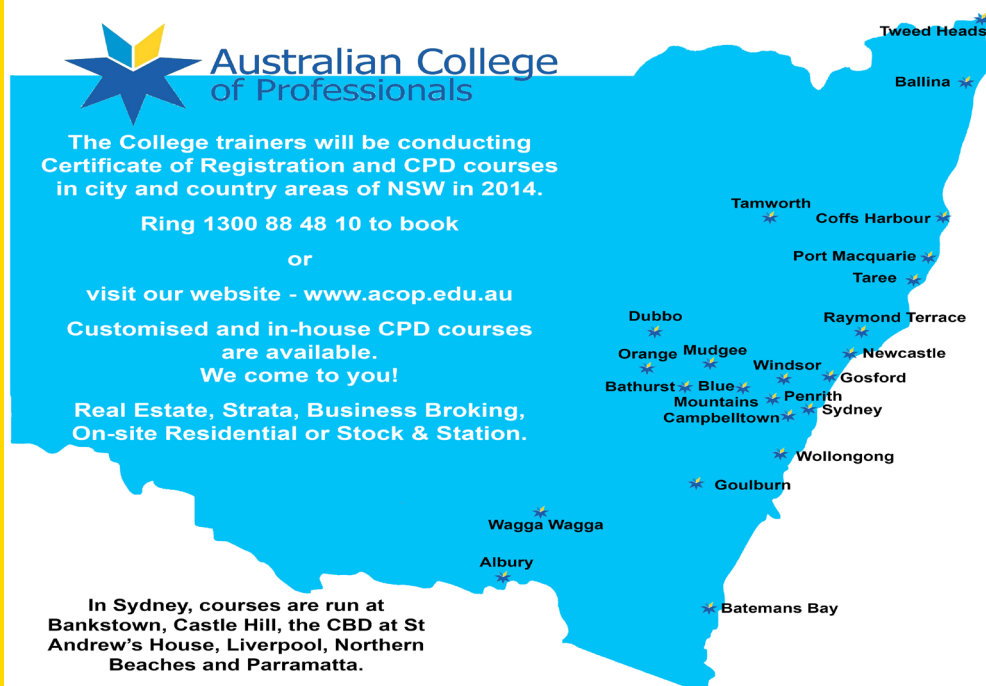 Australian College
of Professionals
The College trainers will be conducting
Certificate of Registration and CPD courses
in city and country areas of NSW in 2014.
Ring 1300 88 48 10 to book
or
visit our website - www.acop.edu.au
Customised and in-house CPD courses
are available.
We come to you!
Real Estate, Strata, Business Broking,
On-site Residential or Stock & Station.
In Sydney, courses are run at
Bankstown, Castle Hill, the CBD at St
Andrew's House, Liverpool, Northern
Beaches and Parramatta.
Tweed Heads
Ballina
Tamworth
Coffs Harbour
Port Macquarie
Taree
Dubbo
Raymond Terrace
Orange
Mudgee
Newcastle
Windsor
Gosford
Bathurst
Blue
Mountains
Penrith
Sydney
Campbelltown
Wollongong
Goulburn
Wagga Wagga
Albury
Batemans Bay